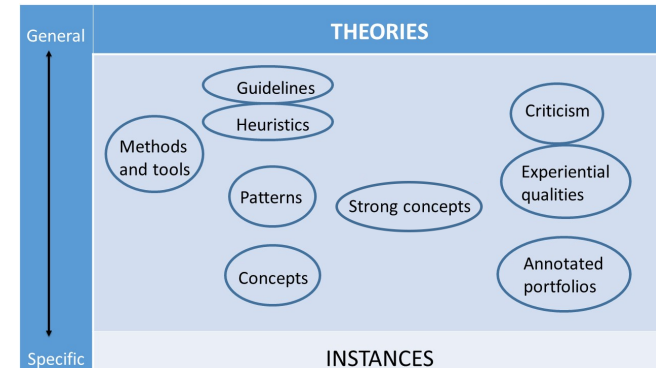 General
THEORIES
Guidelines
Heuristics
Criticism
Methods
and tools
Experiential
qualities
Patterns
Strong concepts
Concepts
Annotated
portfolios
Specific
INSTANCES